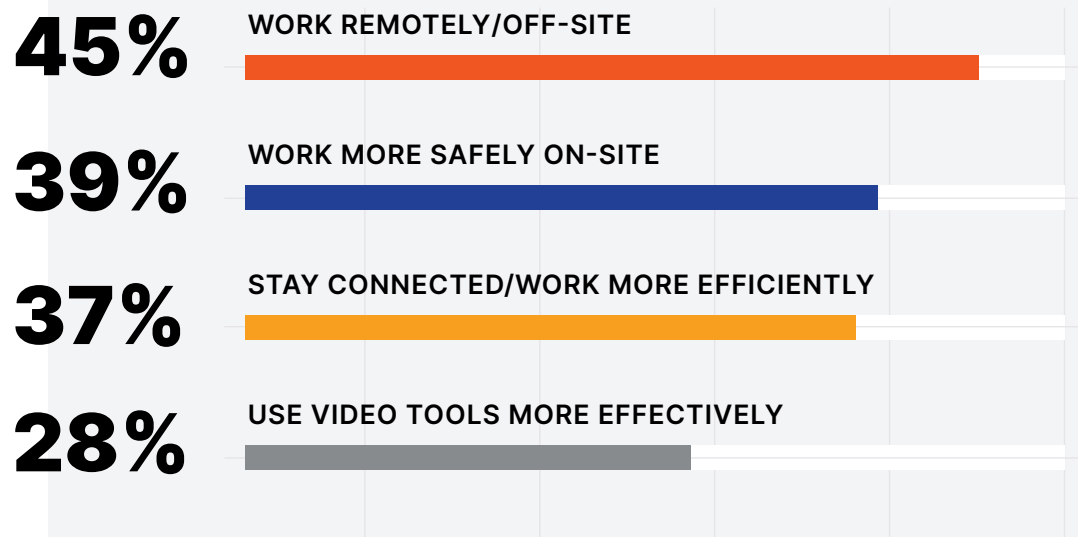 45%
WORK REMOTELY/OFF-SITE
39%
WORK MORE SAFELY ON-SITE
37%
STAY CONNECTED/WORK MORE EFFICIENTLY
28%
USE VIDEO TOOLS MORE EFFECTIVELY